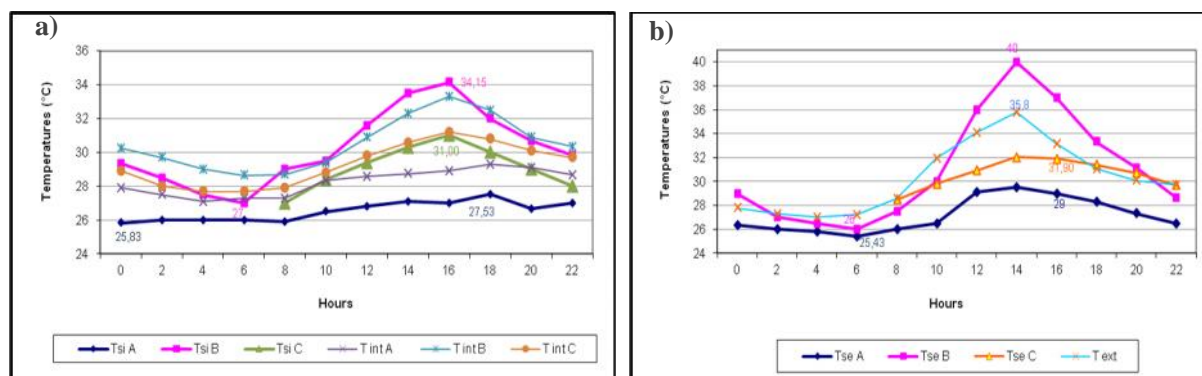 a)
Temperatures (°C)
36
34
32
30
28
26
24
34,15
31,00
27
25,83
27,53
0 2 4 6 8 10 12 14 16 18 20 22
Hours
Tsi A Tsi B Tsi C T int A T int B T int C
b)
Temperatures (°C)
40
38
36
34
32
30
28
26
24
40
35,8
31,90
29
26
25,43
0 2 4 6 8 10 12 14 16 18 20 22
Hours
Tse A Tse B Tse C T ext